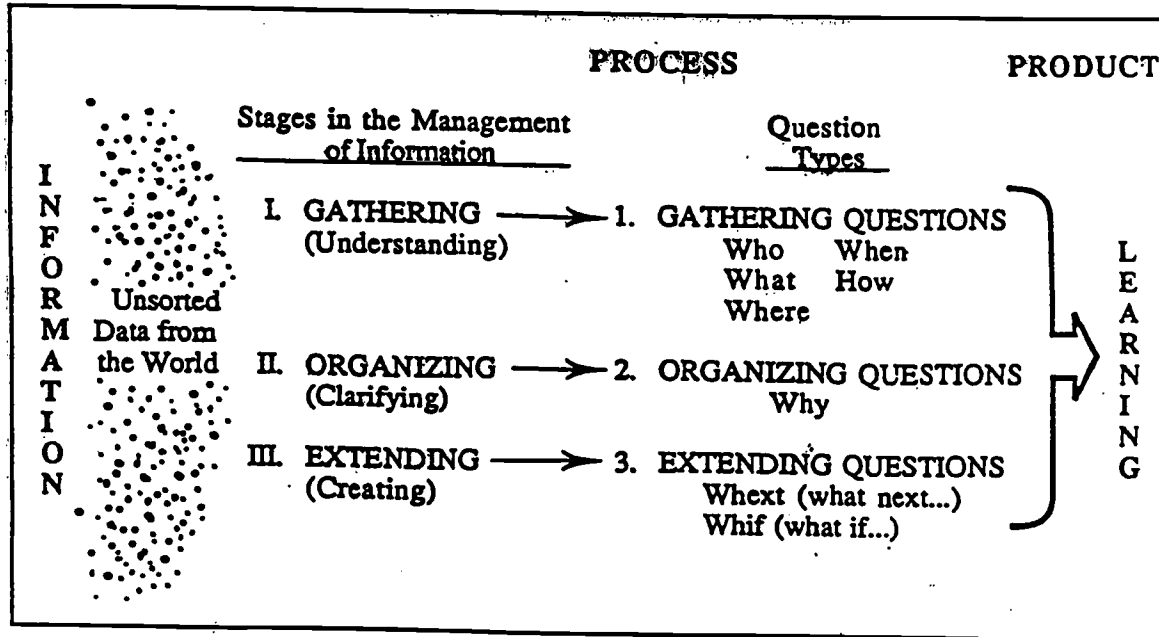 PROCESS
PRODUCT
Stages in the Management
of Information
Question
Types
INFORMATION
Unsorted
Data from
the World
I. GATHERING
(Understanding)
1. GATHERING QUESTIONS
Who When
What How
Where
II. ORGANIZING
(Clarifying)
2. ORGANIZING QUESTIONS
Why
III. EXTENDING
(Creating)
3. EXTENDING QUESTIONS
Whext (what next...)
Whif (what if...)
LEARNING